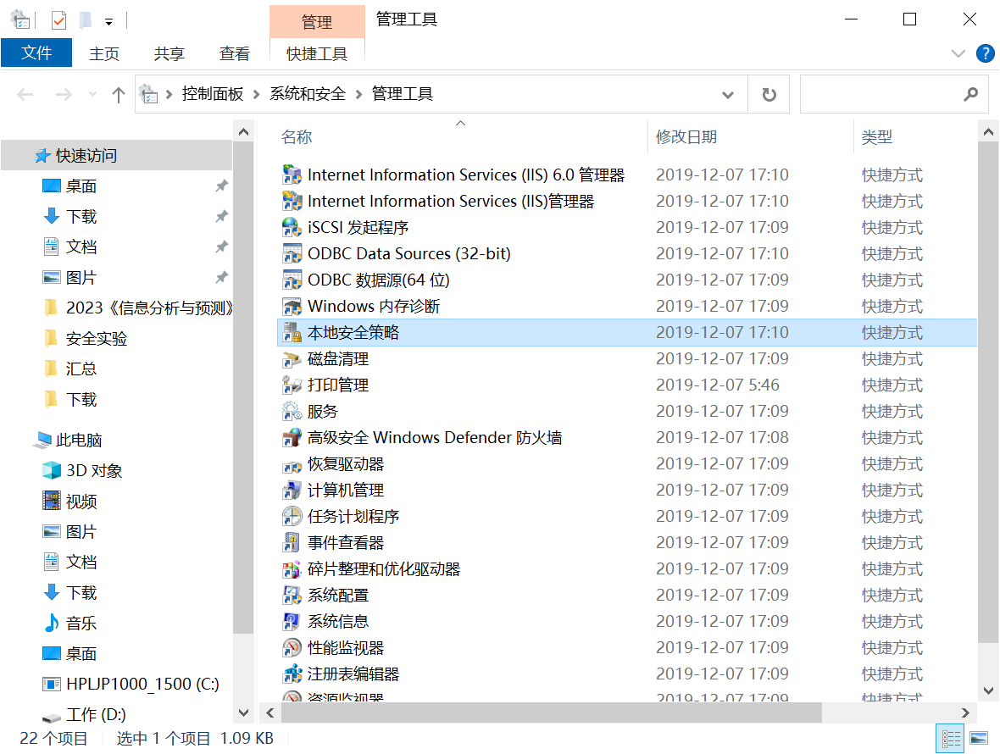 管理
管理工具
文件
主页
共享
查看
快捷工具
?
控制面板 系统和安全 管理工具
名称 修改日期 类型
快速访问
桌面
下载
文档
图片
2023《信息分析与预测》
安全实验
汇总
下载
此电脑
3D 对象
视频
图片
文档
下载
音乐
桌面
HPLJP1000_1500 (C:)
工作 (D:)
Internet Information Services (IIS) 6.0 管理器 2019-12-07 17:10 快捷方式
Internet Information Services (IIS)管理器 2019-12-07 17:10 快捷方式
iSCSI 发起程序 2019-12-07 17:09 快捷方式
ODBC Data Sources (32-bit) 2019-12-07 17:10 快捷方式
ODBC 数据源(64 位) 2019-12-07 17:09 快捷方式
Windows 内存诊断 2019-12-07 17:09 快捷方式
本地安全策略 2019-12-07 17:10 快捷方式
磁盘清理 2019-12-07 17:09 快捷方式
打印管理 2019-12-07 5:46 快捷方式
服务 2019-12-07 17:09 快捷方式
高级安全 Windows Defender 防火墙 2019-12-07 17:08 快捷方式
恢复驱动器 2019-12-07 17:09 快捷方式
计算机管理 2019-12-07 17:09 快捷方式
任务计划程序 2019-12-07 17:09 快捷方式
事件查看器 2019-12-07 17:09 快捷方式
碎片整理和优化驱动器 2019-12-07 17:09 快捷方式
系统配置 2019-12-07 17:09 快捷方式
系统信息 2019-12-07 17:09 快捷方式
性能监视器 2019-12-07 17:09 快捷方式
注册表编辑器 2019-12-07 17:09 快捷方式
资源监视器 2019-12-07 17:09 快捷方式
22 个项目 选中 1 个项目 1.09 KB